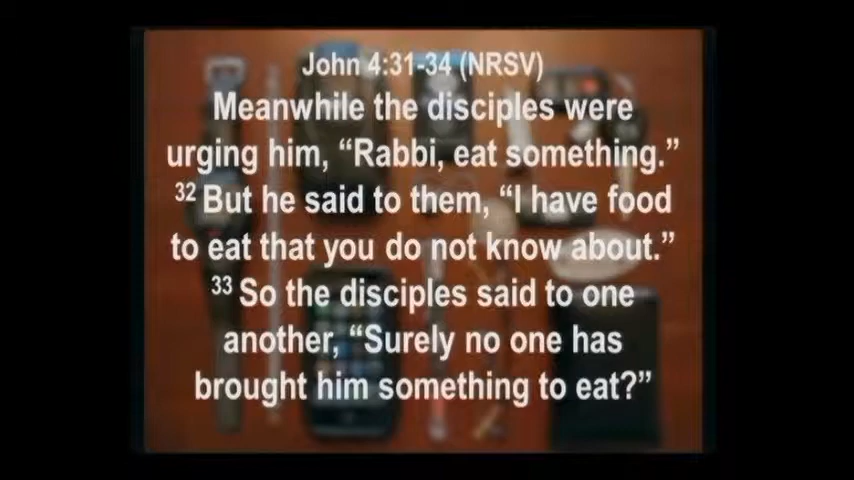 John 4:31-34 (NRSV)
Meanwhile the disciples were
urging him, “Rabbi, eat something.”
32 But he said to them, “I have food
to eat that you do not know about.”
33 So the disciples said to one
another, “Surely no one has
brought him something to eat?”